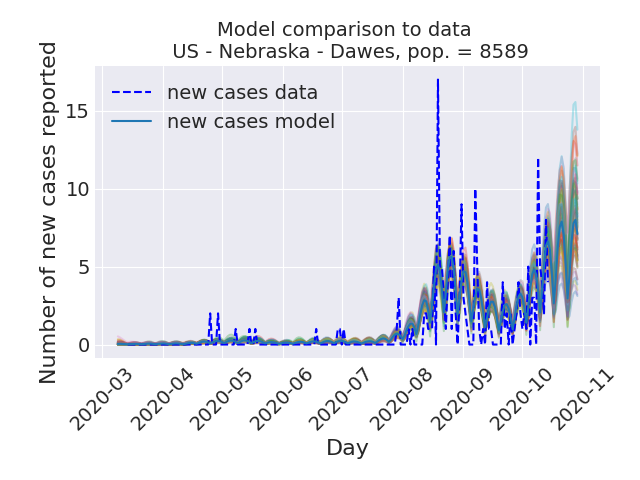 Model comparison to data
US - Nebraska - Dawes, pop. = 8589
new cases data
new cases model
Number of new cases reported
15
10
5
0
2020-03
2020-04
2020-05
2020-06
2020-07
2020-08
2020-09
2020-10
2020-11
Day